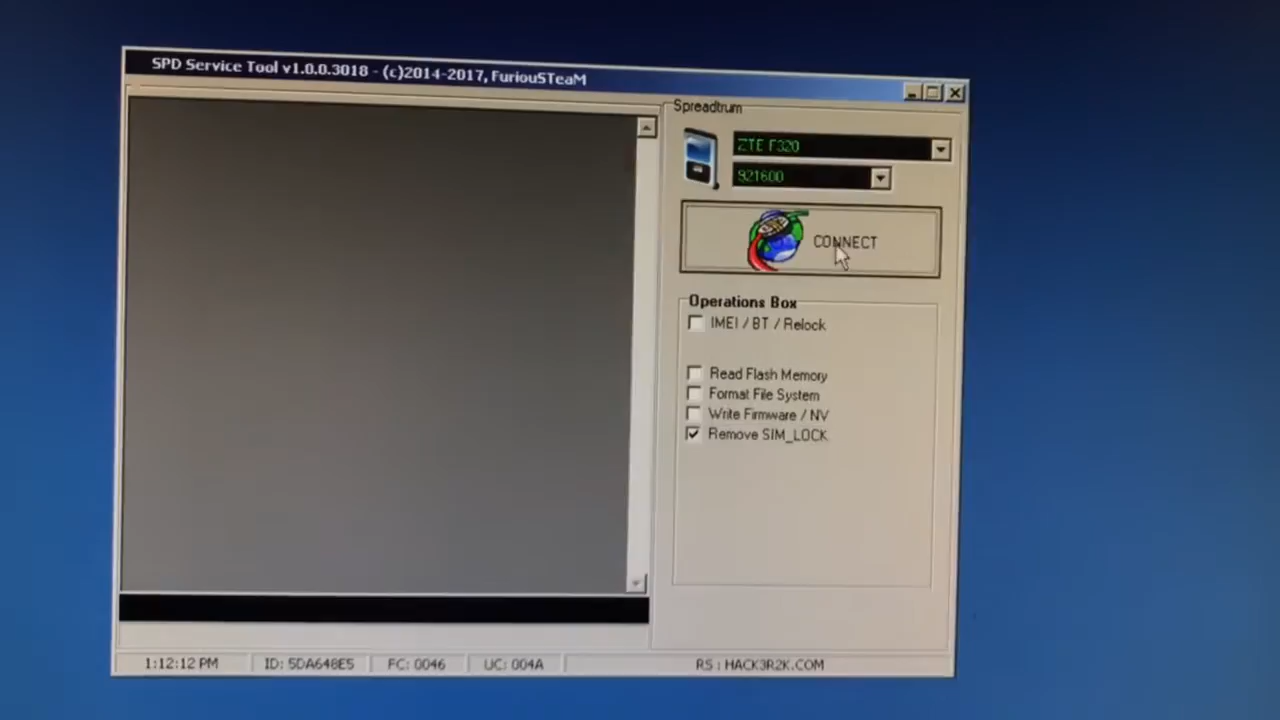 SPD Service Tool v1.0.0.3018 - (c)2014-2017, FuriouSTeaM
Spreadtrum
ZTE F320
921600
CONNECT
Operations Box
IMEI / BT / Relock
Read Flash Memory
Format File System
Write Firmware / NV
Remove SIM_LOCK
1:12:12 PM
ID: 5DA648E5
FC: 0046
UC: 004A
RS : HACK3R2K.COM